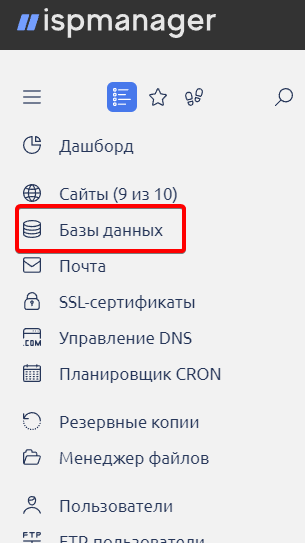 ispmanager
Дашборд
Сайты (9 из 10)
Базы данных
Почта
SSL-сертификаты
.COM
Управление DNS
Планировщик CRON
Резервные копии
Менеджер файлов
Пользователи
FTP
FTP-пользователи